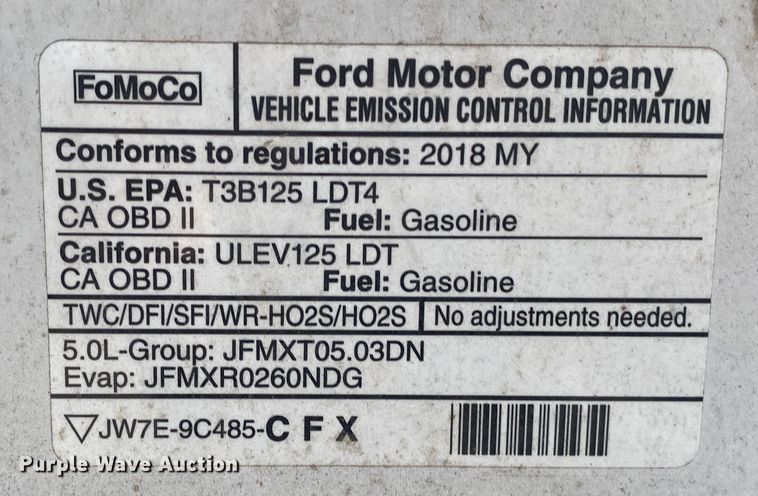 FoMoCo
Ford Motor Company
VEHICLE EMISSION CONTROL INFORMATION
Conforms to regulations: 2018 MY
U.S. EPA: T3B125 LDT4
CA OBD II Fuel: Gasoline
California: ULEV125 LDT
CA OBD II Fuel: Gasoline
TWC/DFI/SFI/WR-HO2S/HO2S No adjustments needed.
5.0L-Group: JFMXT05.03DN
Evap: JFMXR0260NDG
JW7E-9C485-C F X
Purple Wave Auction